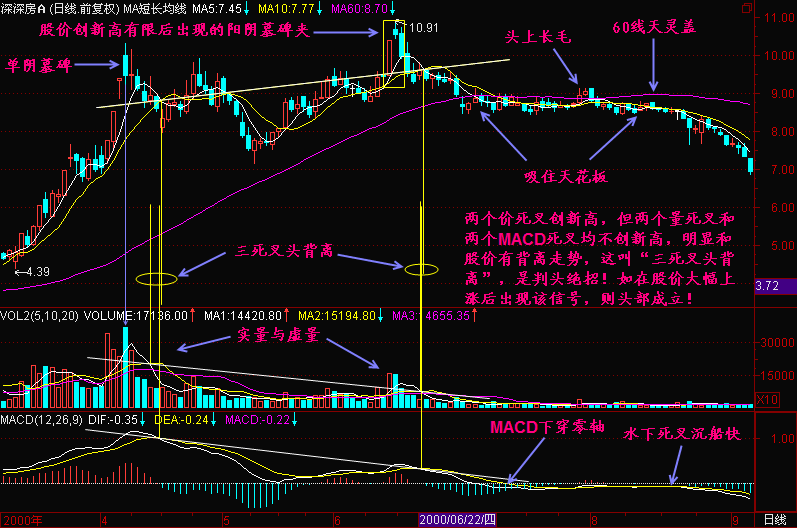 深深房A (日线.前复权) MA短长均线 MA5:7.45↓ MA10:7.77↓ MA60:8.70↓
11.00
股价创新高有限后出现的阳阴墓碑夹
10.91
60线天灵盖
头上长毛
10.00
单阴墓碑
9.00
8.00
吸住天花板
7.00
两个价死叉创新高，但两个量死叉和
两个MACD死叉均不创新高，明显和
股价有背离走势，这叫“三死叉头背
离”，是判头绝招！如在股价大幅上
涨后出现该信号，则头部成立！
6.00
三死叉头背离
5.00
4.39
3.72
VOL2(5,10,20) VOLUME:17136.00↑ MA1:14420.80↑ MA2:15194.80↓ MA3:14655.35↑
实量与虚量
30000
15000
X10
MACD(12,26,9) DIF:-0.35↓ DEA:-0.24↓ MACD:-0.22↓
MACD下穿零轴
水下死叉沉船快
1.00
0.00
2000年 4 5 6 2000/06/22/四 8 9 日线